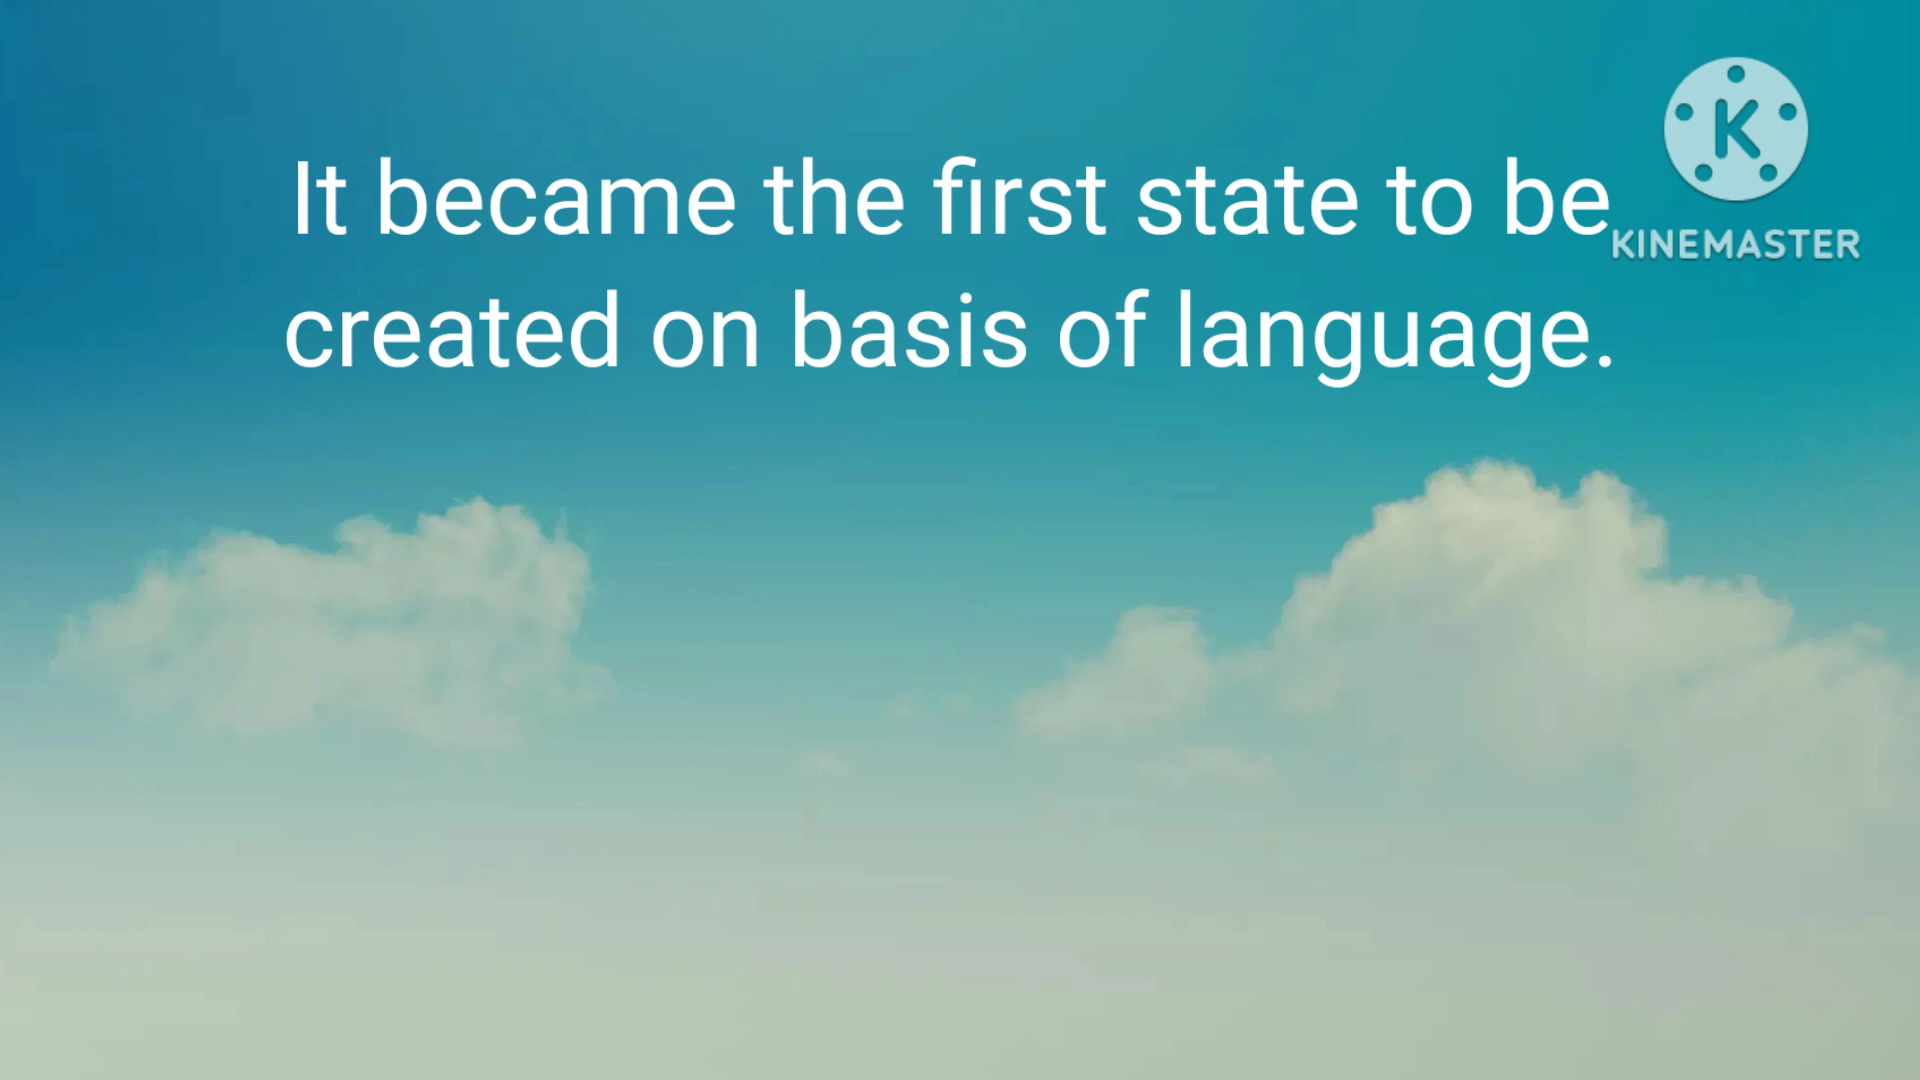 It became the first state to be
created on basis of language.
K
KINEMASTER